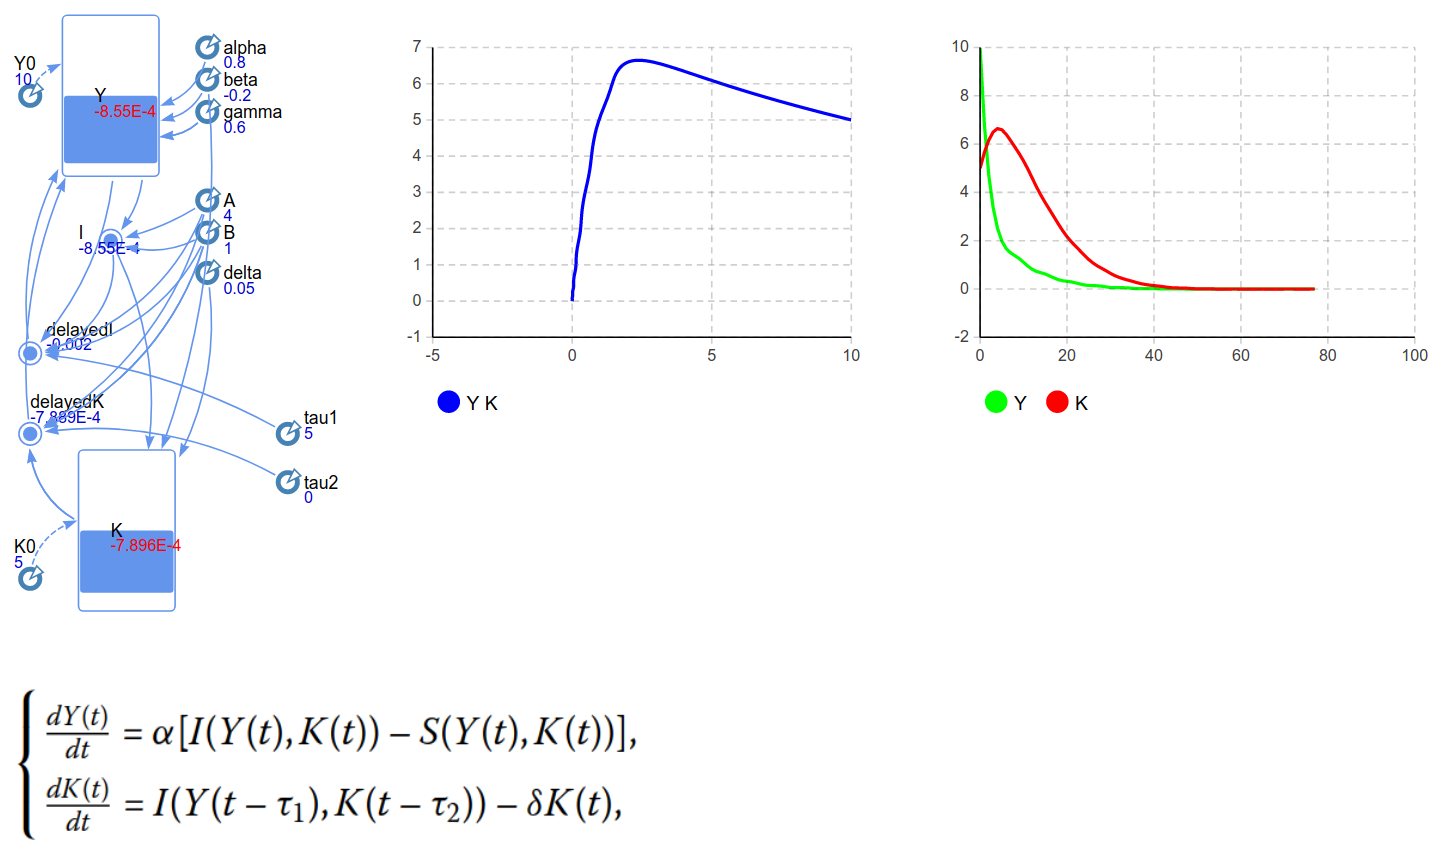 Y0
10
Y
-8.55E-4
alpha
0.8
beta
-0.2
gamma
0.6
A
4
B
1
delta
0.05
I
-8.55E-4
delayedI
-0.002
delayedK
-7.889E-4
tau1
5
tau2
0
K
-7.896E-4
K0
5
7
6
5
4
3
2
1
0
-1
-5 0 5 10
Y K
10
8
6
4
2
0
-2
0 20 40 60 80 100
Y K
dY(t)/dt = α[I(Y(t), K(t)) − S(Y(t), K(t))],
dK(t)/dt = I(Y(t − τ₁), K(t − τ₂)) − δK(t),